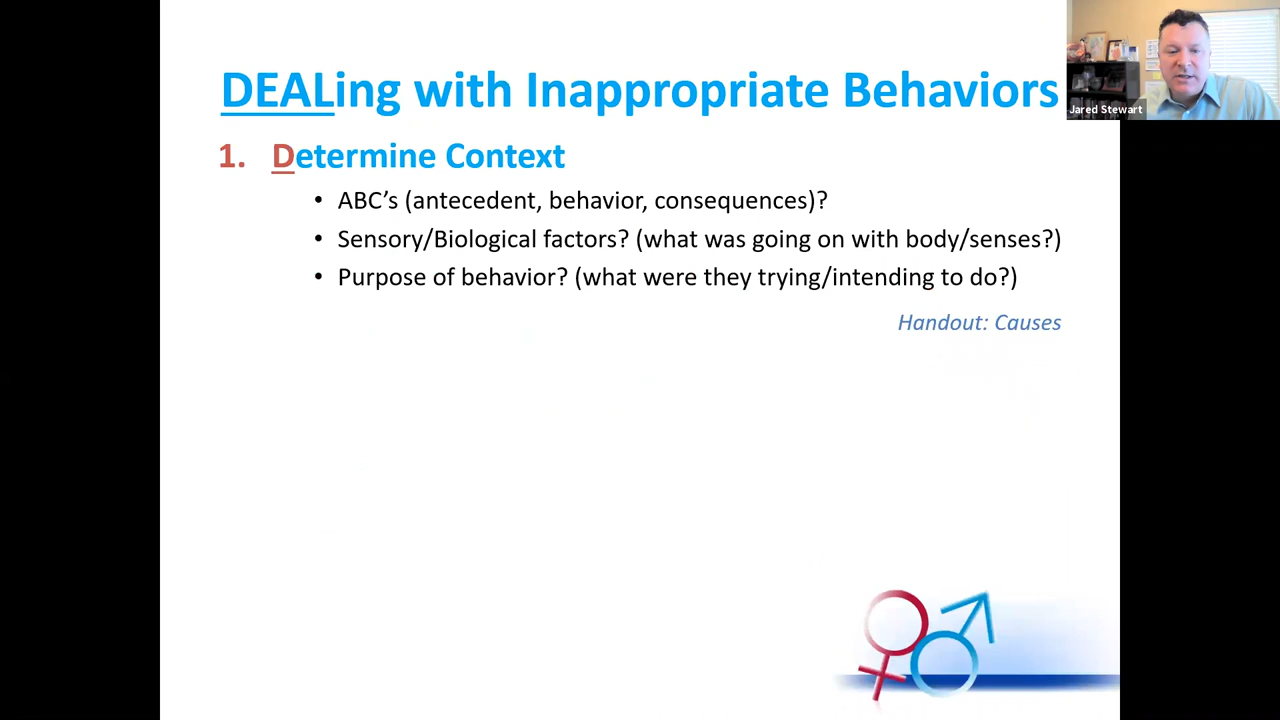 DEALing with Inappropriate Behaviors
Jared Stewart
1. Determine Context
• ABC’s (antecedent, behavior, consequences)?
• Sensory/Biological factors? (what was going on with body/senses?)
• Purpose of behavior? (what were they trying/intending to do?)
Handout: Causes